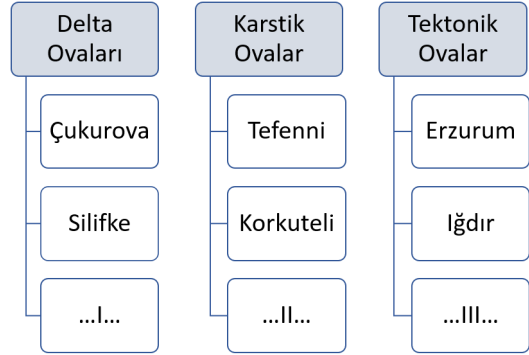 Delta
Ovaları
Çukurova
Silifke
...I...
Karstik
Ovalar
Tefenni
Korkuteli
...II...
Tektonik
Ovalar
Erzurum
Iğdır
...III...